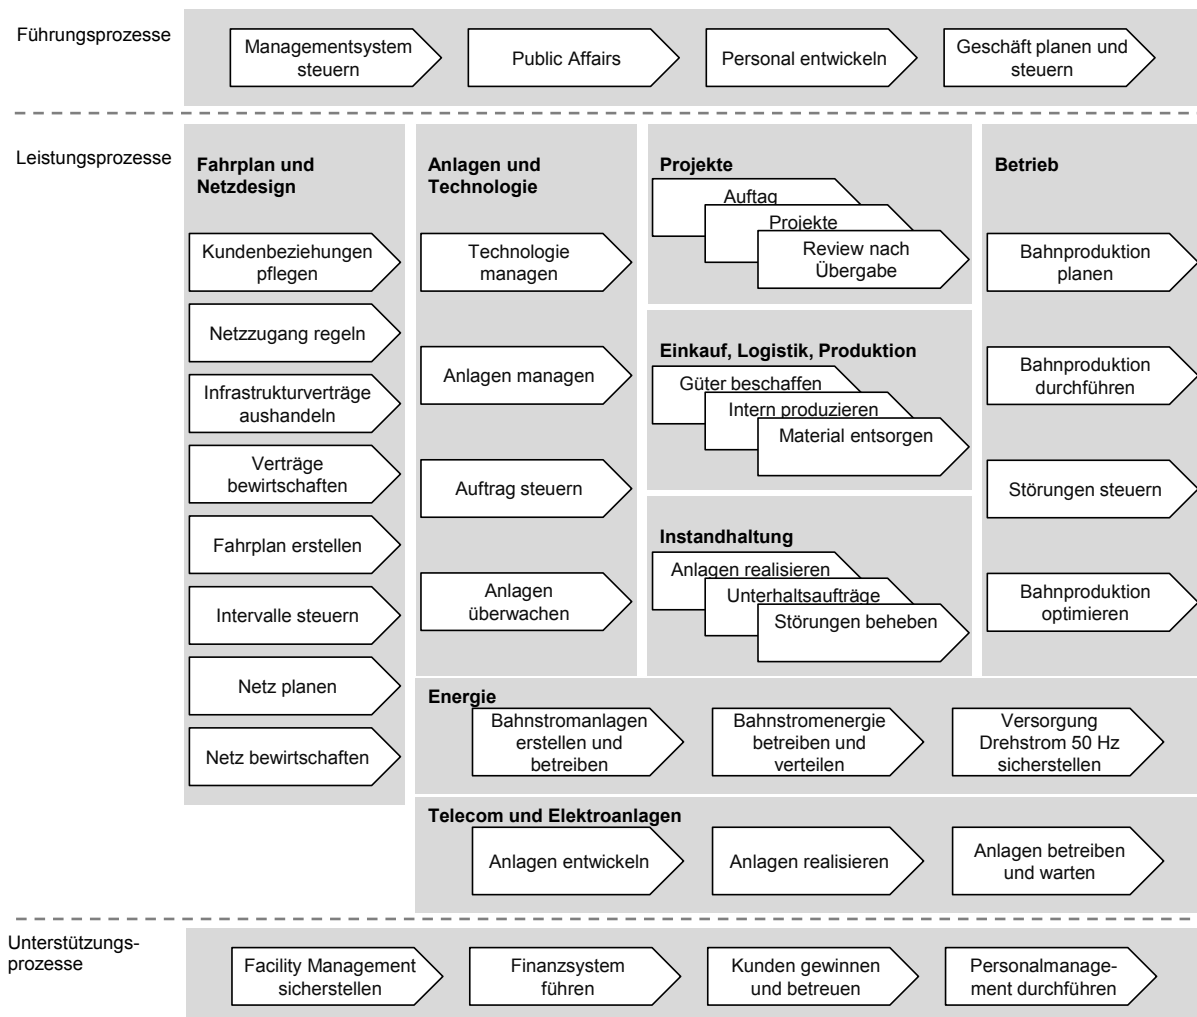 Führungsprozesse
Managementsystem
steuern
Public Affairs
Personal entwickeln
Geschäft planen und
steuern
Leistungsprozesse
Fahrplan und
Netzdesign
Kundenbeziehungen
pflegen
Netzzugang regeln
Infrastrukturverträge
aushandeln
Verträge
bewirtschaften
Fahrplan erstellen
Intervalle steuern
Netz planen
Netz bewirtschaften
Anlagen und
Technologie
Technologie
managen
Anlagen managen
Auftrag steuern
Anlagen
überwachen
Projekte
Auftag
Projekte
Review nach
Übergabe
Einkauf, Logistik, Produktion
Güter beschaffen
Intern produzieren
Material entsorgen
Instandhaltung
Anlagen realisieren
Unterhaltsaufträge
Störungen beheben
Betrieb
Bahnproduktion
planen
Bahnproduktion
durchführen
Störungen steuern
Bahnproduktion
optimieren
Energie
Bahnstromanlagen
erstellen und
betreiben
Bahnstromenergie
betreiben und
verteilen
Versorgung
Drehstrom 50 Hz
sicherstellen
Telecom und Elektroanlagen
Anlagen entwickeln
Anlagen realisieren
Anlagen betreiben
und warten
Unterstützungs-
prozesse
Facility Management
sicherstellen
Finanzsystem
führen
Kunden gewinnen
und betreuen
Personalmanage-
ment durchführen